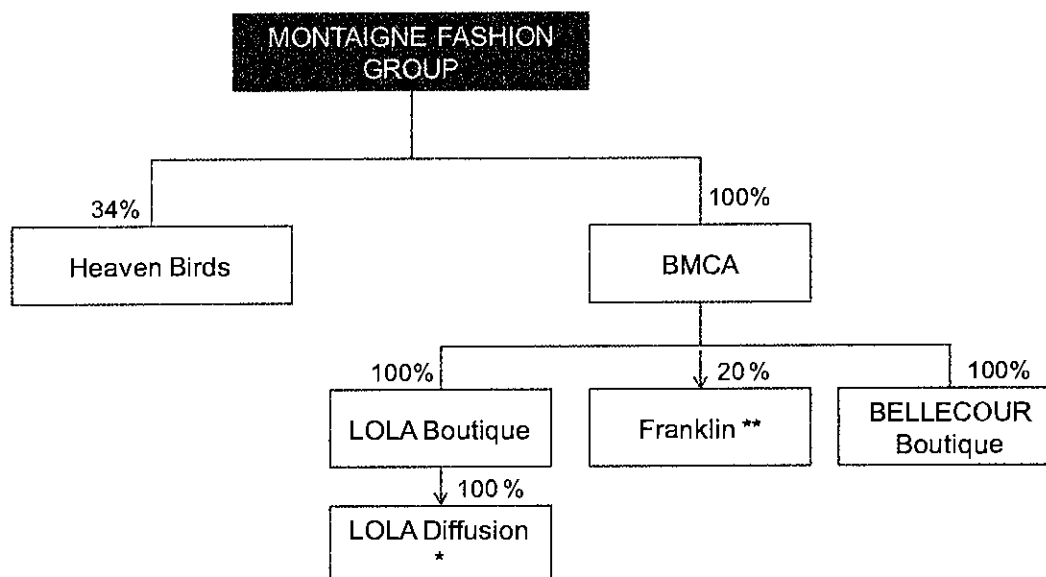 MONTAIGNE FASHION
GROUP
34%
100%
Heaven Birds
BMCA
100%
20%
100%
LOLA Boutique
Franklin **
BELLECOUR
Boutique
100 %
LOLA Diffusion
*